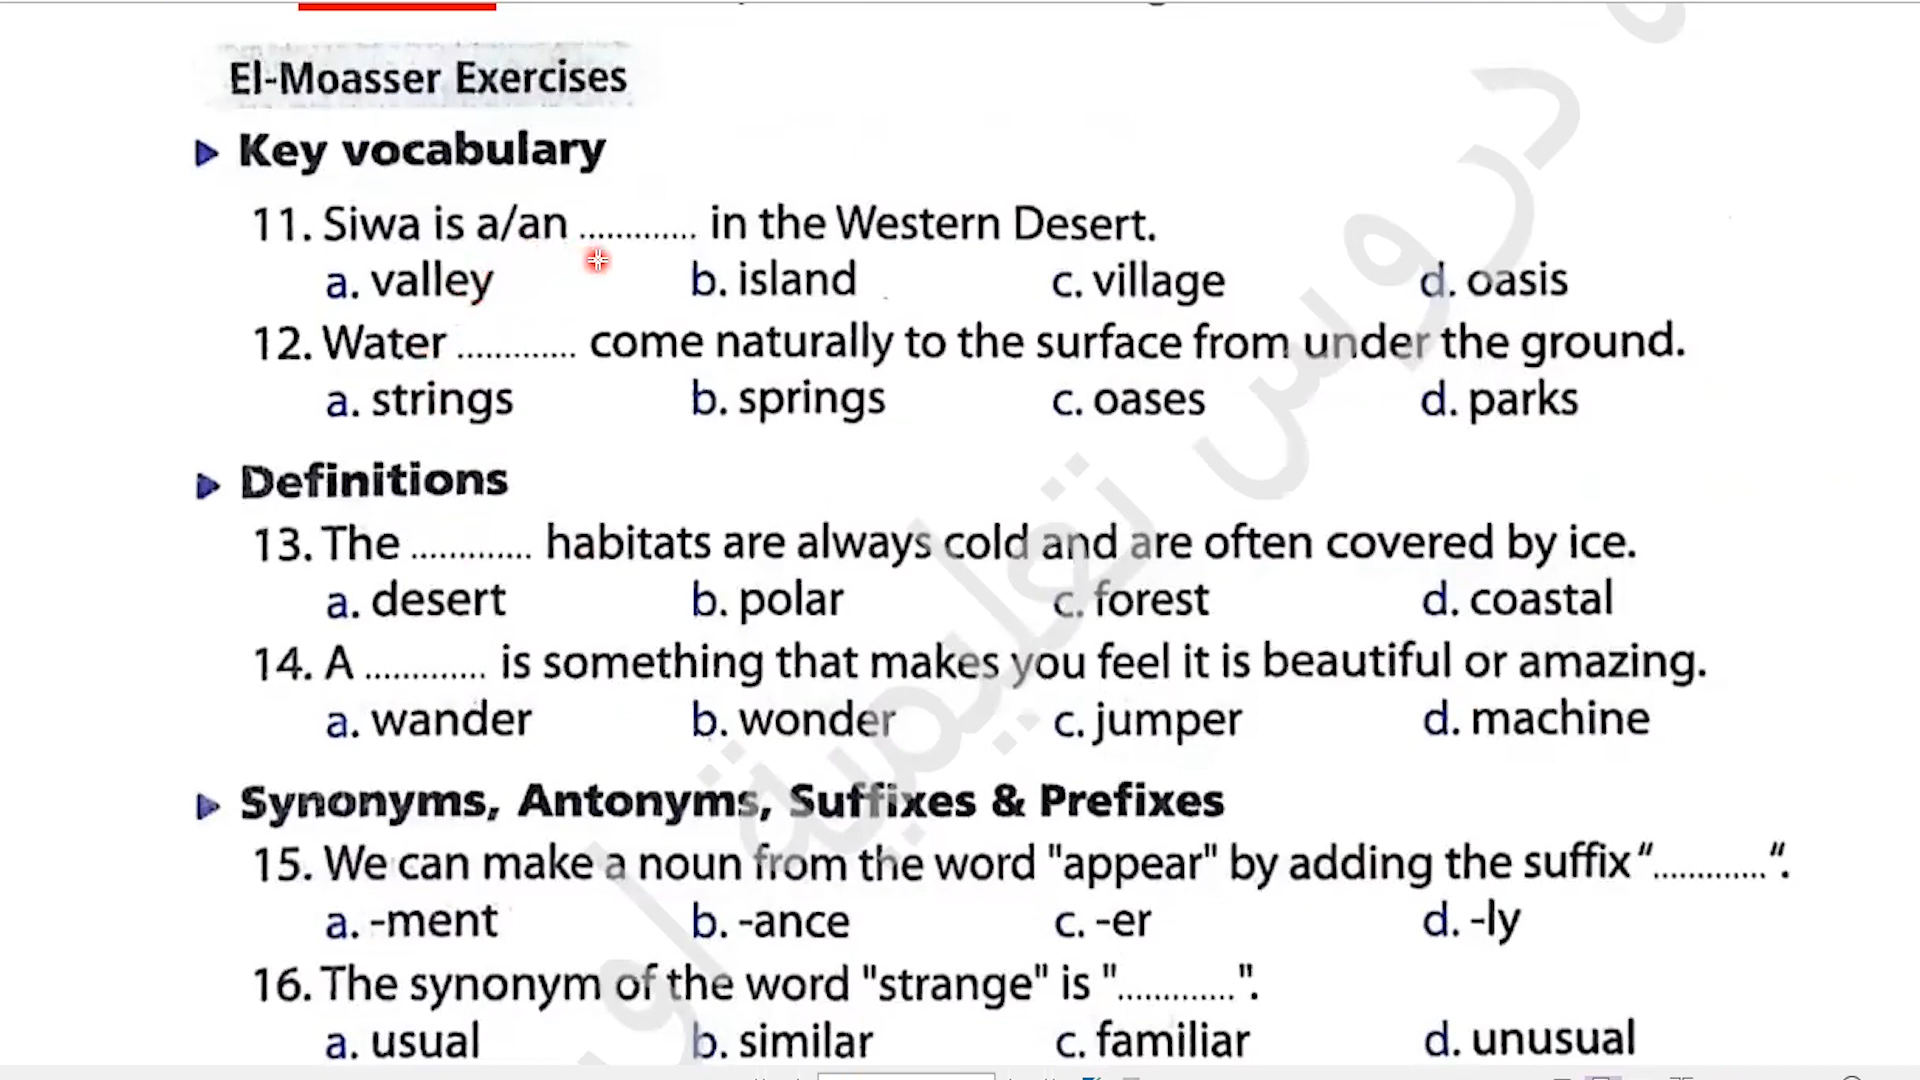 El-Moasser Exercises
Key vocabulary
11. Siwa is a/an ............. in the Western Desert.
a. valley b. island c. village d. oasis
12. Water ............. come naturally to the surface from under the ground.
a. strings b. springs c. oases d. parks
Definitions
13. The ............. habitats are always cold and are often covered by ice.
a. desert b. polar c. forest d. coastal
14. A ............. is something that makes you feel it is beautiful or amazing.
a. wander b. wonder c. jumper d. machine
Synonyms, Antonyms, Suffixes & Prefixes
15. We can make a noun from the word "appear" by adding the suffix “.............“.
a. -ment b. -ance c. -er d. -ly
16. The synonym of the word "strange" is ".............".
a. usual b. similar c. familiar d. unusual
دروس تعليمية